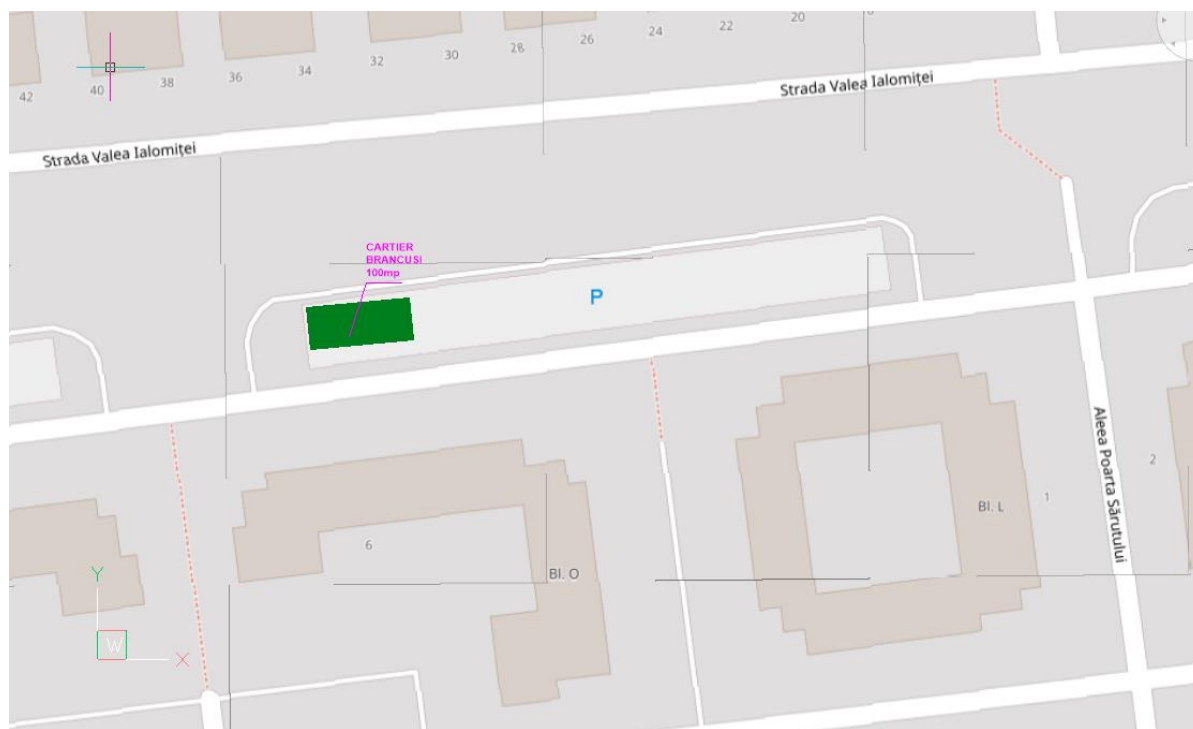 20
22
24
26
28
30
32
34
36
38
40
42
Strada Valea Ialomiței
Strada Valea Ialomiței
CARTIER
BRANCUSI
100mp
P
Aleea Poarta Sărutului
2
1
Bl. L
6
Bl. O
Y
W
X